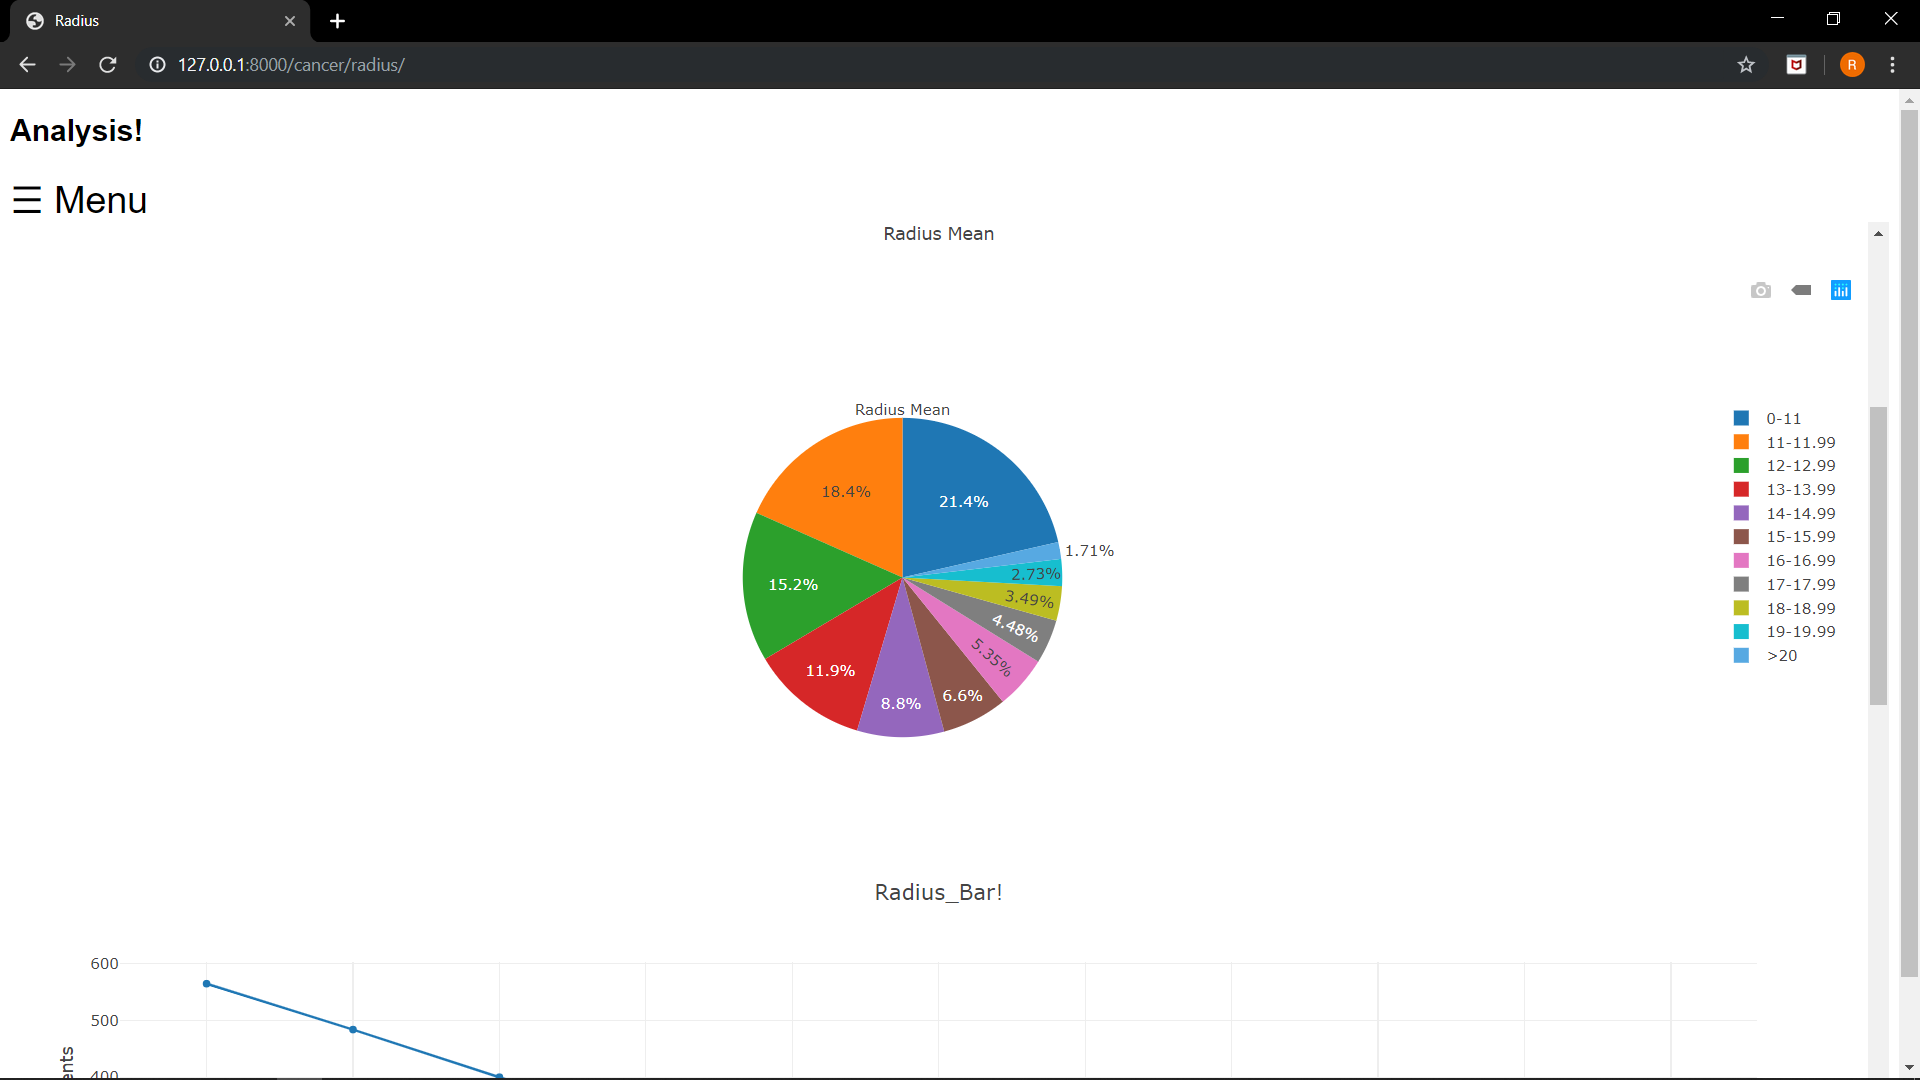 Radius
127.0.0.1:8000/cancer/radius/
R
Analysis!
☰ Menu
Radius Mean
Radius Mean
0-11
11-11.99
12-12.99
13-13.99
14-14.99
15-15.99
16-16.99
17-17.99
18-18.99
19-19.99
>20
18.4%
21.4%
1.71%
2.73%
15.2%
3.49%
4.48%
5.35%
11.9%
6.6%
8.8%
Radius_Bar!
600
500
400
ents